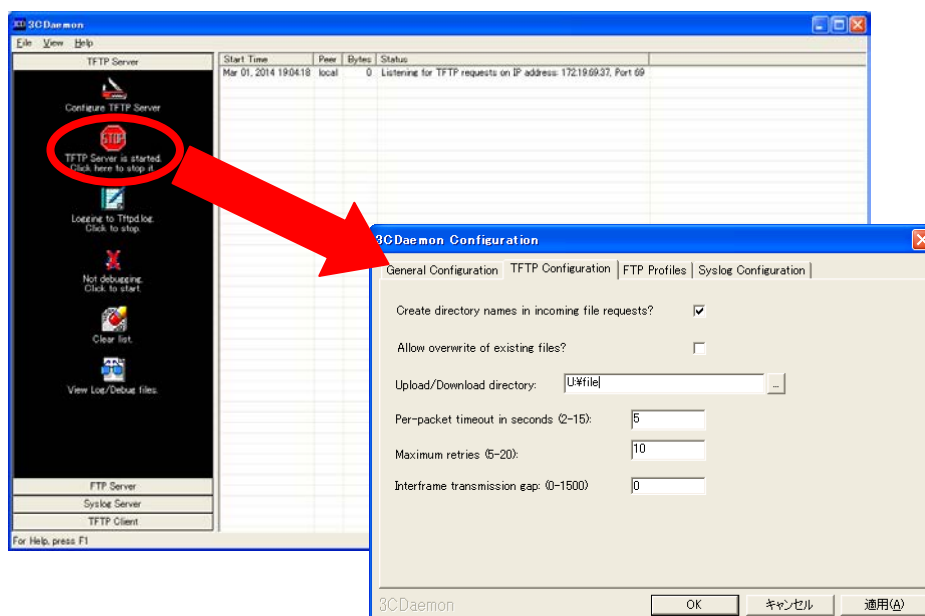 3CDaemon
File View Help
TFTP Server
Start Time Peer Bytes Status
Mar 01, 2014 19:04:18 local 0 Listening for TFTP requests on IP address: 172.19.69.37, Port 69
Configure TFTP Server
STOP
TFTP Server is started.
Click here to stop it.
Logging to Tftpd.log.
Click to stop.
Not debugging.
Click to start.
Clear list.
View Log/Debug files.
FTP Server
Syslog Server
TFTP Client
For Help, press F1
3CDaemon Configuration
General Configuration TFTP Configuration FTP Profiles Syslog Configuration
Create directory names in incoming file requests?
Allow overwrite of existing files?
Upload/Download directory: U:¥file ...
Per-packet timeout in seconds (2-15): 5
Maximum retries (5-20): 10
Interframe transmission gap: (0-1500) 0
3CDaemon
OK キャンセル 適用(A)